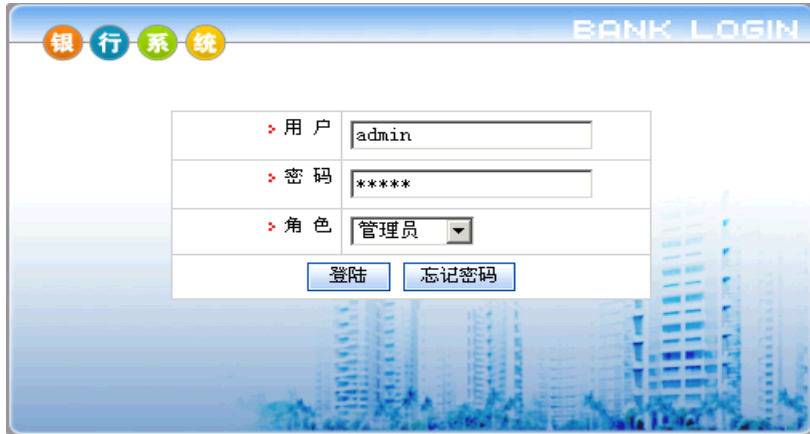 BANK LOGIN
银行系统
用 户 admin
密 码 *****
角 色 管理员
登陆 忘记密码